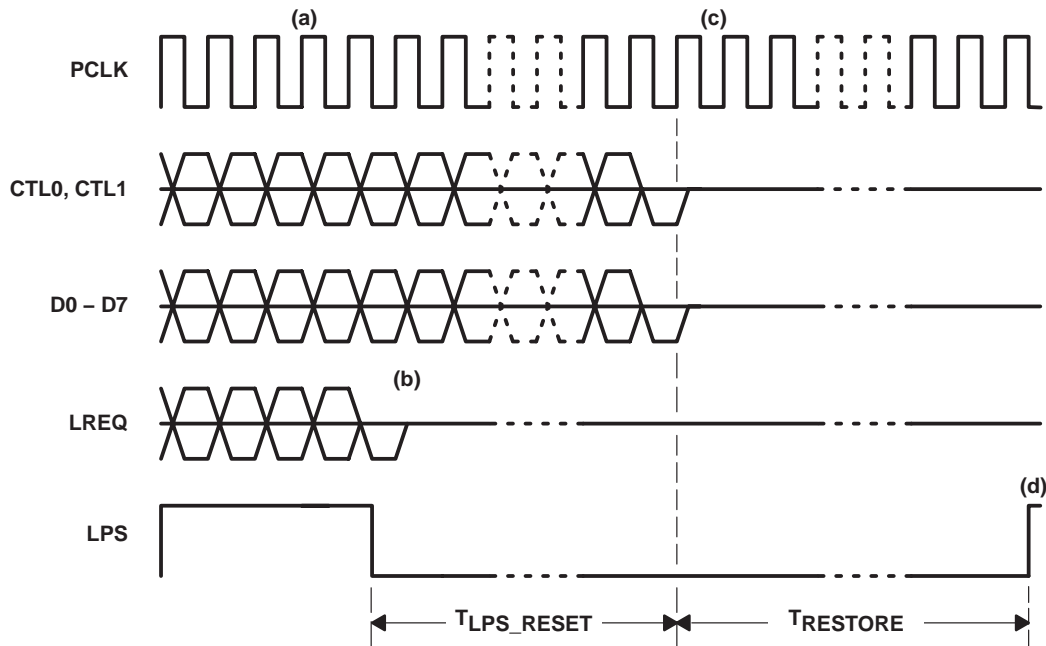 (a)
(c)
PCLK
CTL0, CTL1
D0 – D7
(b)
LREQ
(d)
LPS
TLPS_RESET
TRESTORE